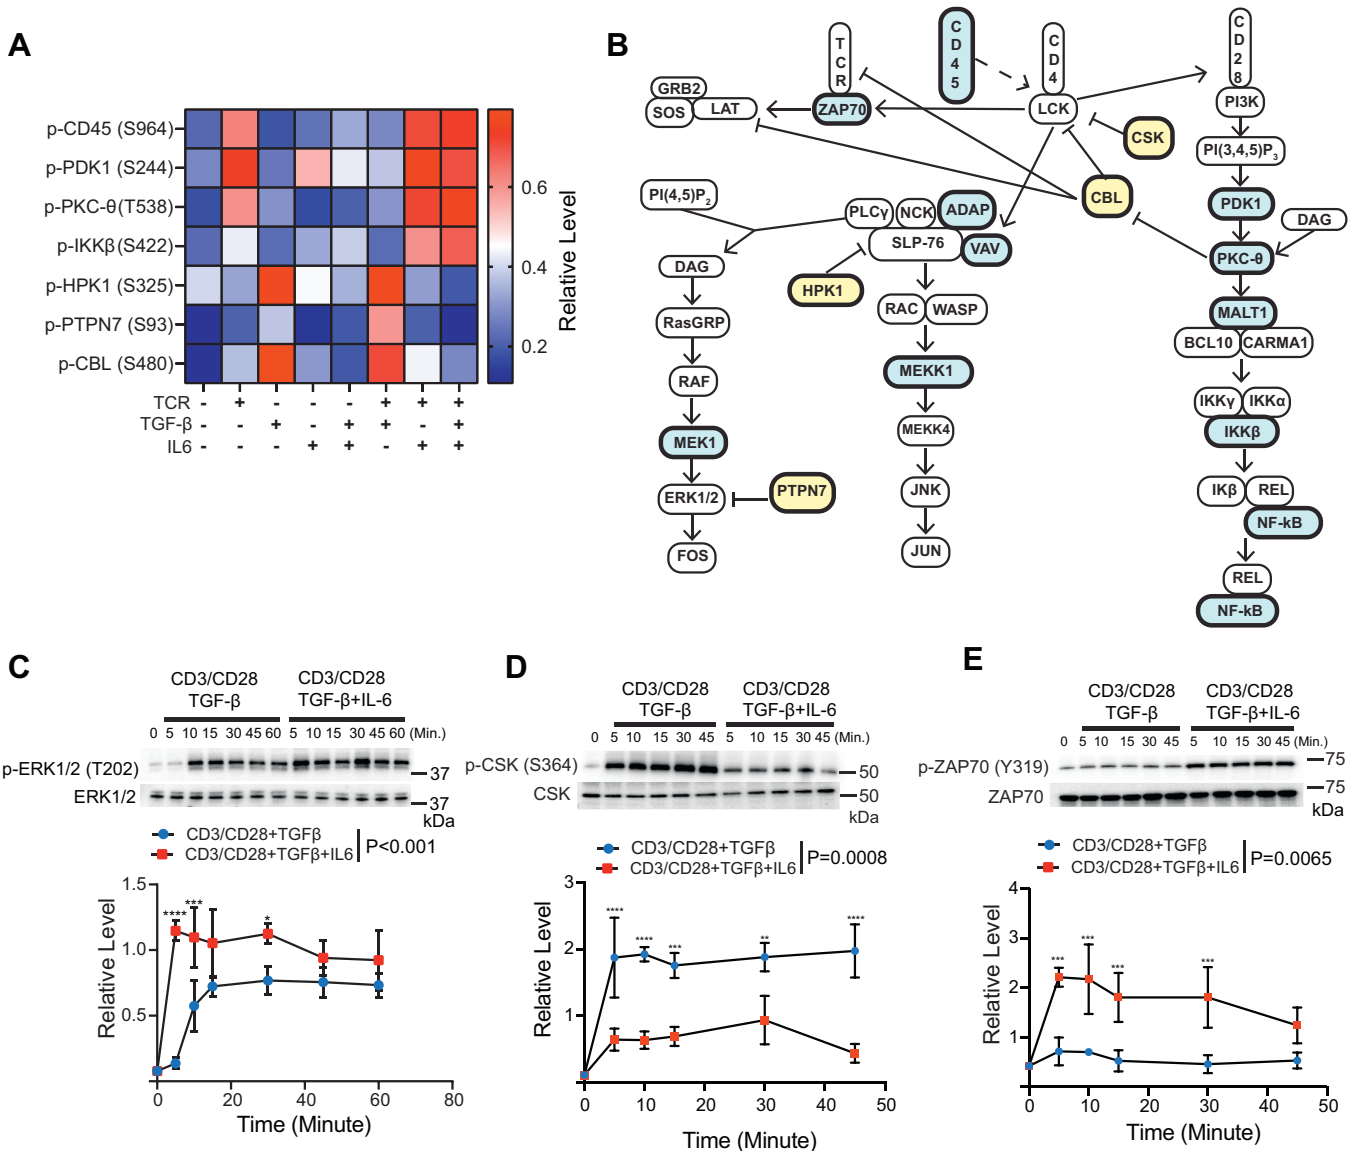 A
p-CD45 (S964)
p-PDK1 (S244)
p-PKC-θ(T538)
p-IKKβ(S422)
p-HPK1 (S325)
p-PTPN7 (S93)
p-CBL (S480)
0.6
0.4
0.2
Relative Level
TCR - + - - - + + +
TGF-β - - + - + + - +
IL6 - - - + + - + +
B
GRB2
SOS
LAT
TCR
ZAP70
CD45
CD4
LCK
CSK
CBL
CD28
PI3K
PI(3,4,5)P3
PDK1
DAG
PKC-θ
MALT1
BCL10
CARMA1
IKKγ
IKKα
IKKβ
IKβ
REL
NF-kB
REL
NF-kB
PI(4,5)P2
PLCγ
NCK
ADAP
SLP-76
VAV
HPK1
DAG
RasGRP
RAF
MEK1
ERK1/2
PTPN7
FOS
RAC
WASP
MEKK1
MEKK4
JNK
JUN
C
CD3/CD28
TGF-β
CD3/CD28
TGF-β+IL-6
0 5 10 15 30 45 60 5 10 15 30 45 60 (Min.)
p-ERK1/2 (T202)
37
ERK1/2
37
kDa
CD3/CD28+TGFβ
CD3/CD28+TGFβ+IL6
P<0.001
1.5
1.0
0.5
Relative Level
**** *** *
0 20 40 60 80
Time (Minute)
D
CD3/CD28
TGF-β
CD3/CD28
TGF-β+IL-6
0 5 10 15 30 45 5 10 15 30 45 (Min.)
p-CSK (S364)
50
CSK
50
kDa
CD3/CD28+TGFβ
CD3/CD28+TGFβ+IL6
P=0.0008
3
2
1
Relative Level
**** **** *** ** ****
0 10 20 30 40 50
Time (Minute)
E
CD3/CD28
TGF-β
CD3/CD28
TGF-β+IL-6
0 5 10 15 30 45 5 10 15 30 45 (Min.)
p-ZAP70 (Y319)
75
ZAP70
75
kDa
CD3/CD28+TGFβ
CD3/CD28+TGFβ+IL6
P=0.0065
4
3
2
1
Relative Level
*** *** *** ***
0 10 20 30 40 50
Time (Minute)